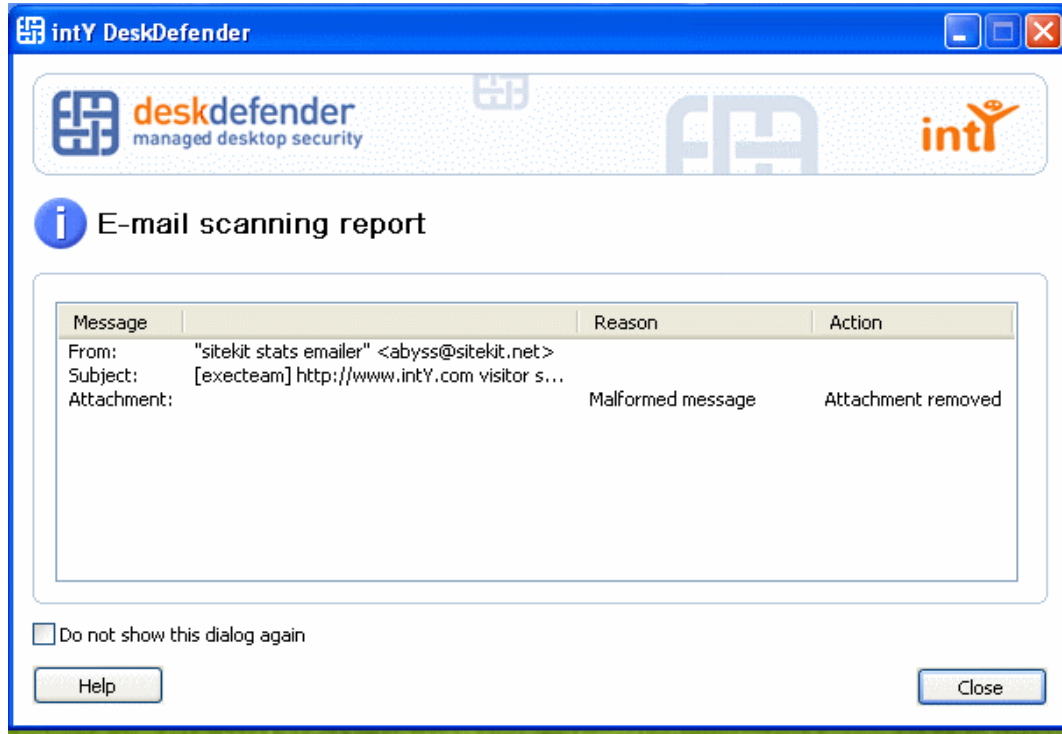 intY DeskDefender
deskdefender
managed desktop security
intY
E-mail scanning report
Message Reason Action
From: "sitekit stats emailer" <abyss@sitekit.net>
Subject: [execteam] http://www.intY.com visitor s...
Attachment: Malformed message Attachment removed
Do not show this dialog again
Help Close